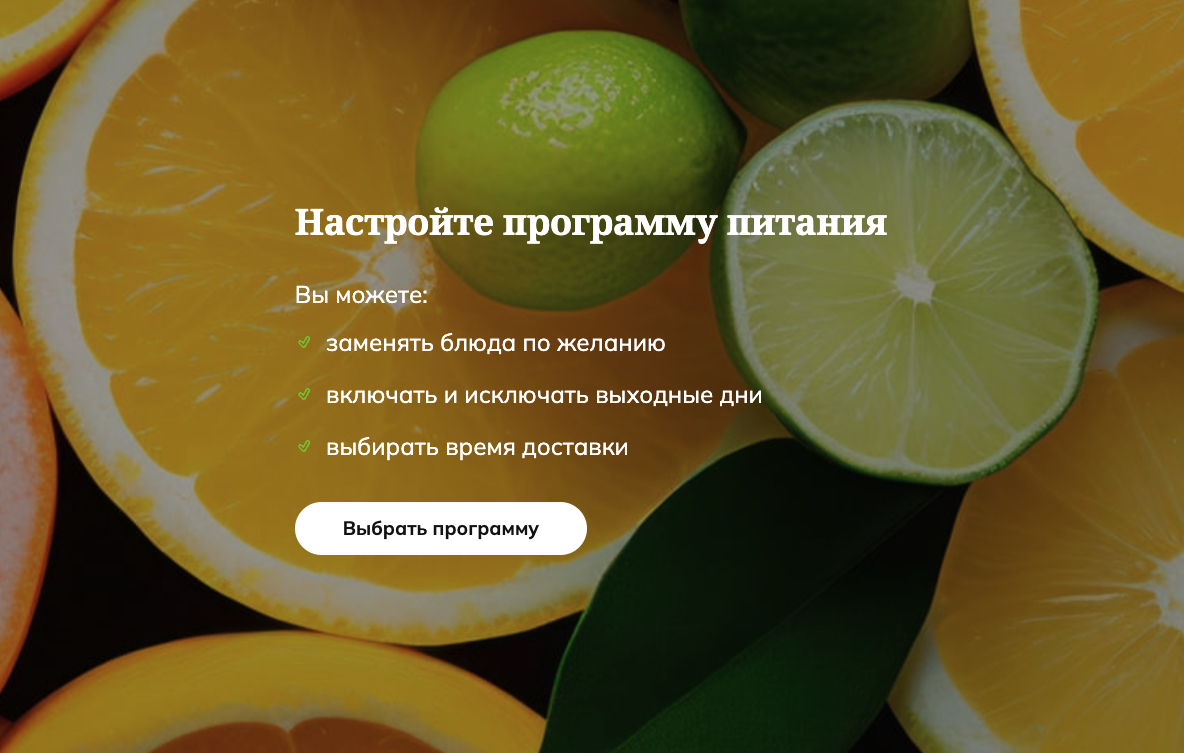 Настройте программу питания
Вы можете:
заменять блюда по желанию
включать и исключать выходные дни
выбирать время доставки
Выбрать программу